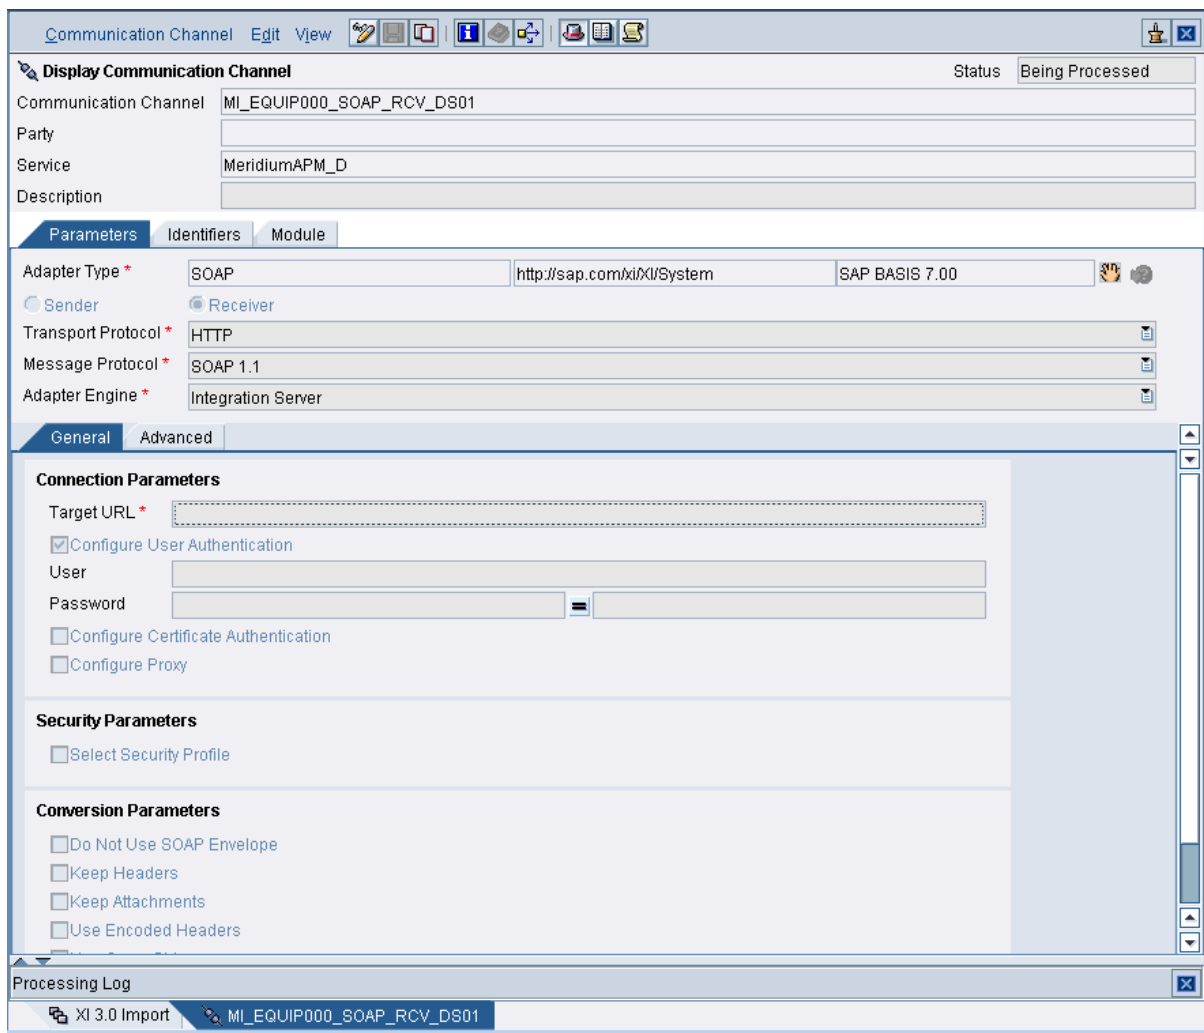 Communication Channel Edit View
Display Communication Channel Status Being Processed
Communication Channel MI_EQUIP000_SOAP_RCV_DS01
Party
Service MeridiumAPM_D
Description
Parameters Identifiers Module
Adapter Type * SOAP http://sap.com/xi/XI/System SAP BASIS 7.00
Sender Receiver
Transport Protocol * HTTP
Message Protocol * SOAP 1.1
Adapter Engine * Integration Server
General Advanced
Connection Parameters
Target URL *
Configure User Authentication
User
Password =
Configure Certificate Authentication
Configure Proxy
Security Parameters
Select Security Profile
Conversion Parameters
Do Not Use SOAP Envelope
Keep Headers
Keep Attachments
Use Encoded Headers
Processing Log
XI 3.0 Import MI_EQUIP000_SOAP_RCV_DS01